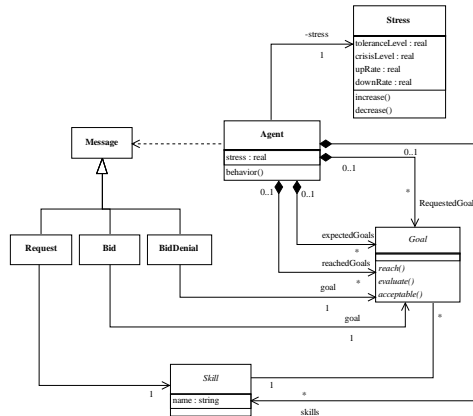 Stress
-stress
toleranceLevel : real
crisisLevel : real
upRate : real
downRate : real
1
increase()
decrease()
Message
Agent
stress : real
behavior()
0..1
0..1
0..1
0..1
*
RequestedGoal
Request
Bid
BidDenial
expectedGoals
*
Goal
reachedGoals
*
reach()
evaluate()
acceptable()
goal
1
goal
1
*
Skill
name : string
1
1
*
skills